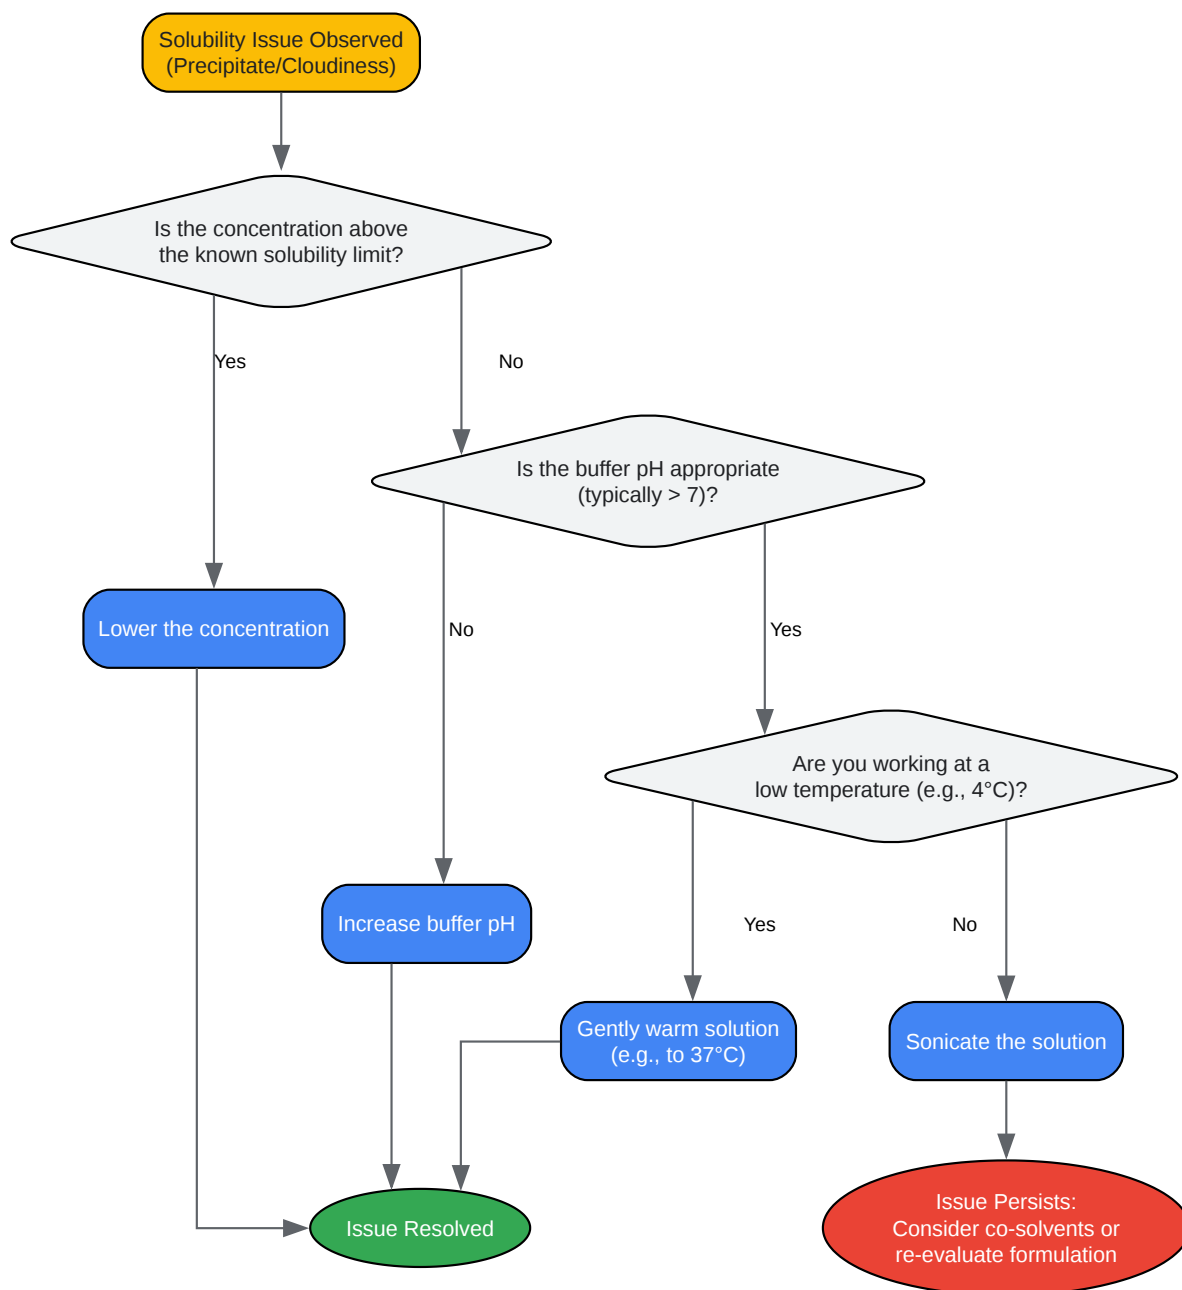 Solubility Issue Observed
(Precipitate/Cloudiness)
Is the concentration above
the known solubility limit?
Yes
No
Is the buffer pH appropriate
(typically > 7)?
Lower the concentration
No
Yes
Are you working at a
low temperature (e.g., 4°C)?
Increase buffer pH
Yes
No
Gently warm solution
(e.g., to 37°C)
Sonicate the solution
Issue Resolved
Issue Persists:
Consider co-solvents or
re-evaluate formulation